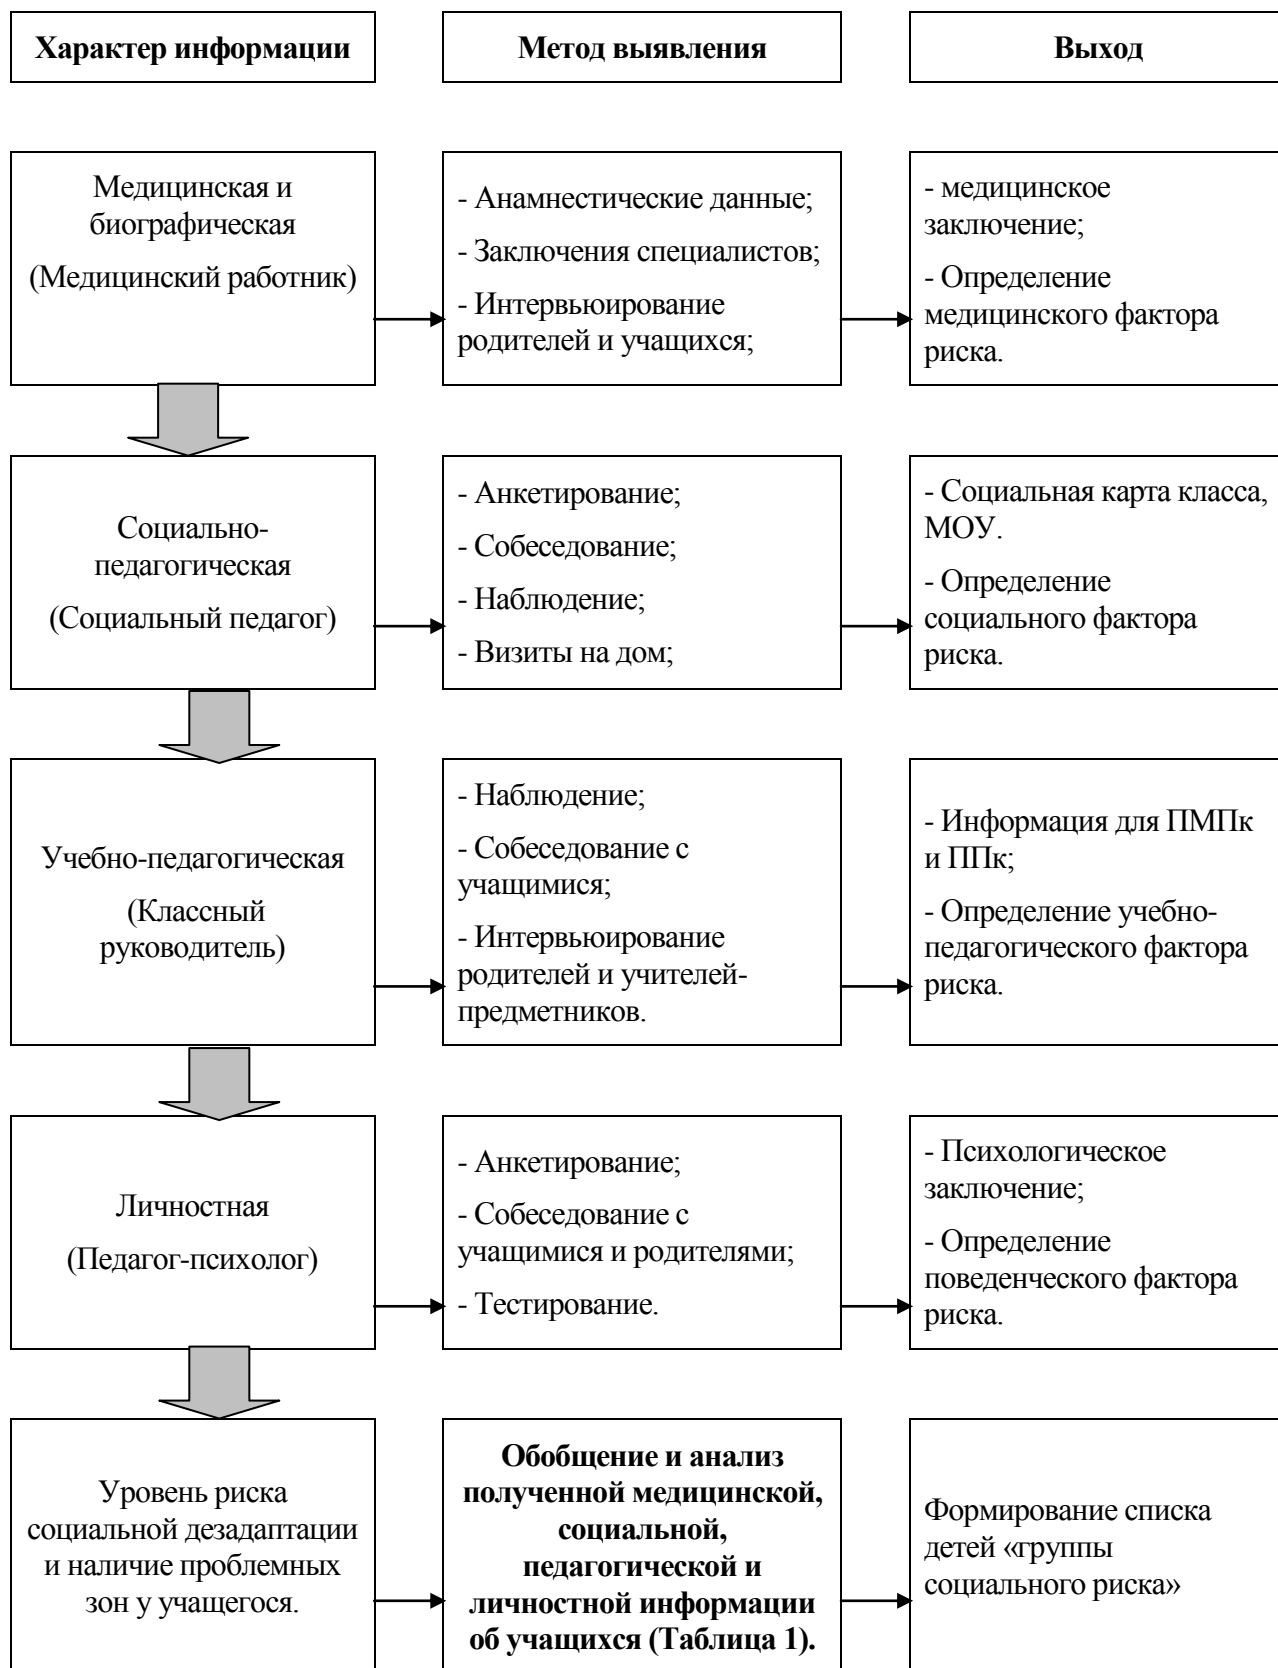 Характер информации
Метод выявления
Выход
Медицинская и
биографическая
(Медицинский работник)
- Анамнестические данные;
- Заключения специалистов;
- Интервьюирование
родителей и учащихся;
- медицинское
заключение;
- Определение
медицинского фактора
риска.
Социально-
педагогическая
(Социальный педагог)
- Анкетирование;
- Собеседование;
- Наблюдение;
- Визиты на дом;
- Социальная карта класса,
МОУ.
- Определение
социального фактора
риска.
Учебно-педагогическая
(Классный
руководитель)
- Наблюдение;
- Собеседование с
учащимися;
- Интервьюирование
родителей и учителей-
предметников.
- Информация для ПМПк
и ППк;
- Определение учебно-
педагогического фактора
риска.
Личностная
(Педагог-психолог)
- Анкетирование;
- Собеседование с
учащимися и родителями;
- Тестирование.
- Психологическое
заключение;
- Определение
поведенческого фактора
риска.
Уровень риска
социальной дезадаптации
и наличие проблемных
зон у учащегося.
Обобщение и анализ
полученной медицинской,
социальной,
педагогической и
личностной информации
об учащихся (Таблица 1).
Формирование списка
детей «группы
социального риска»